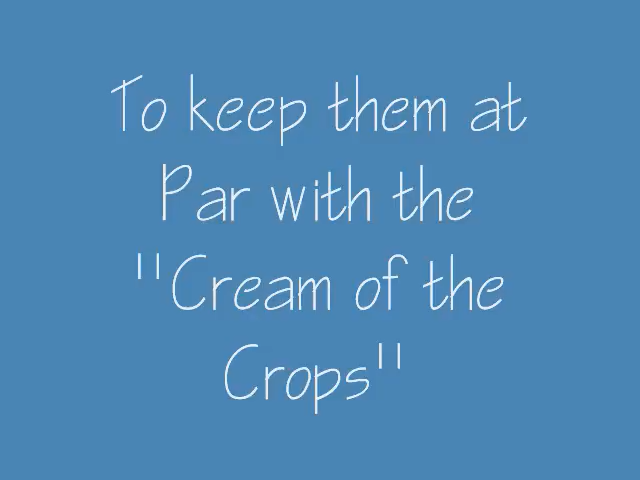 To keep them at
Par with the
"Cream of the
Crops"